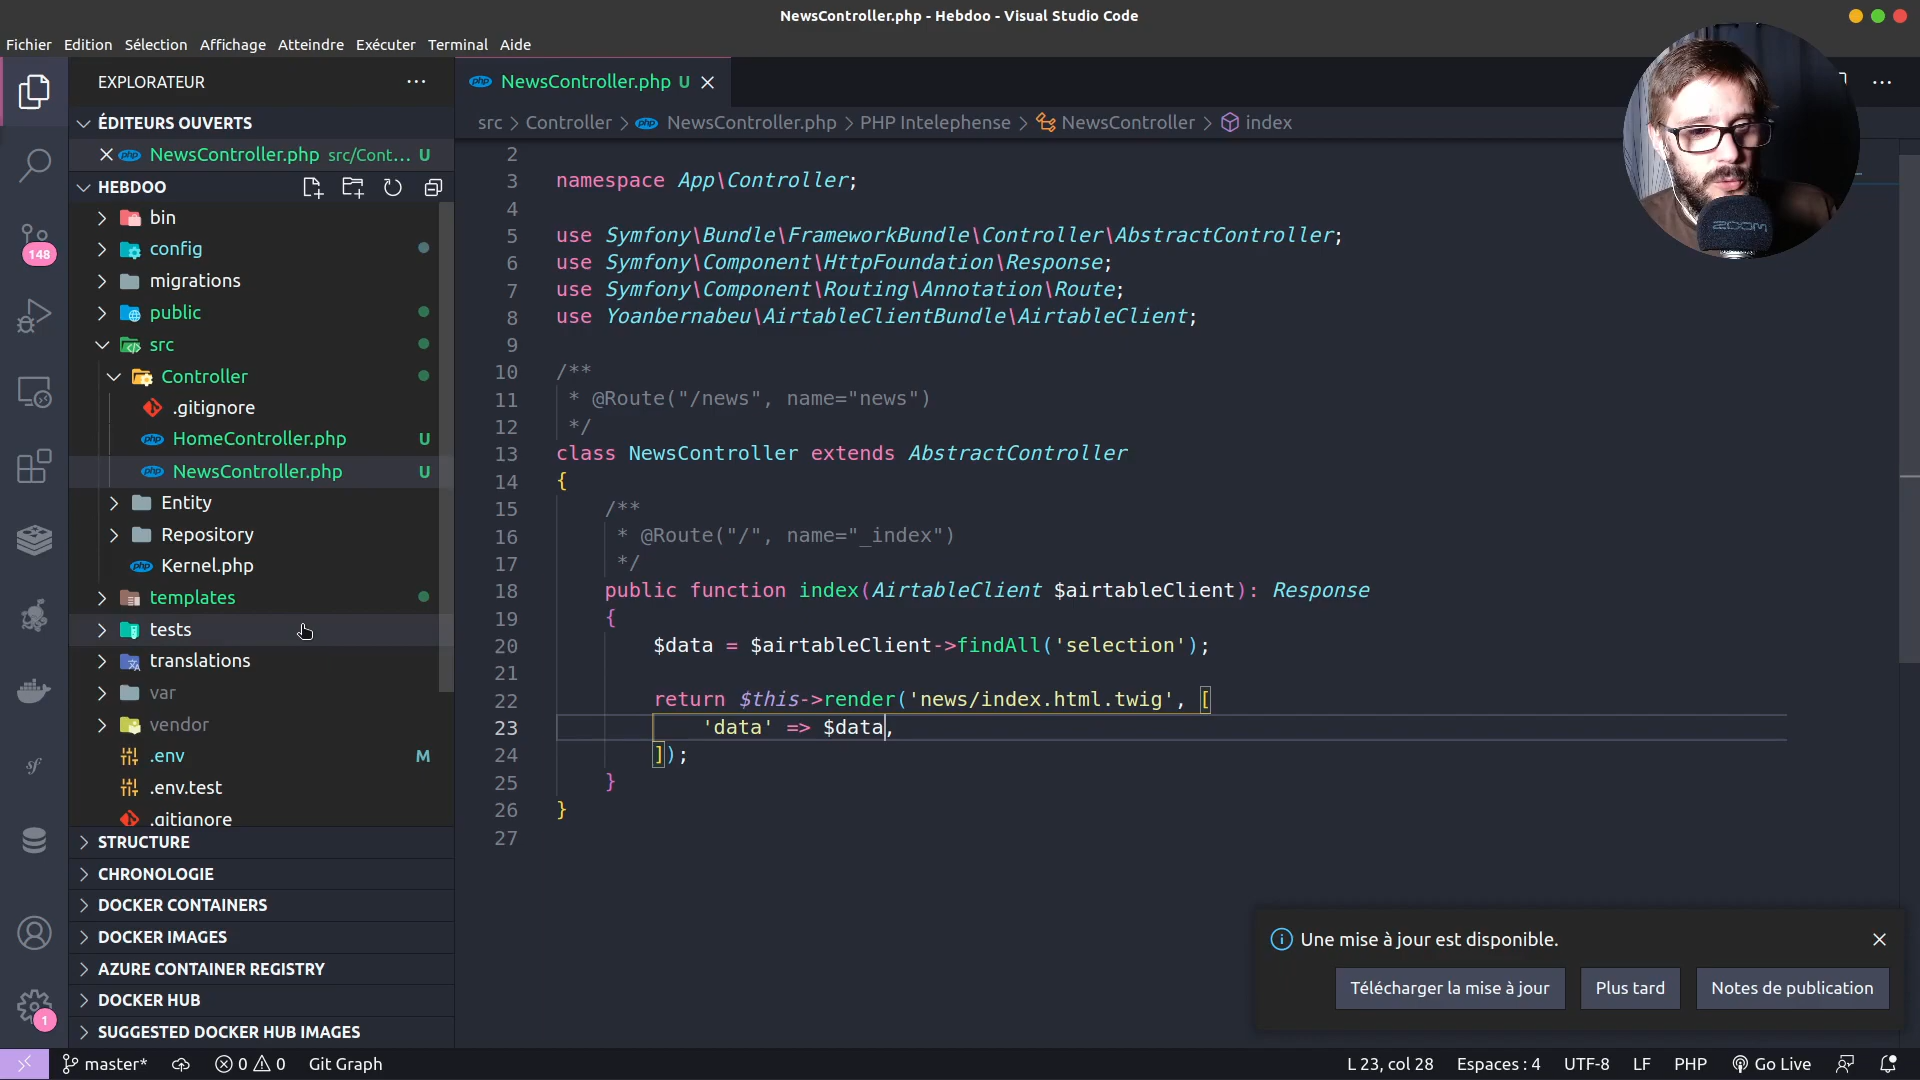 NewsController.php - Hebdoo - Visual Studio Code
Fichier Edition Sélection Affichage Atteindre Exécuter Terminal Aide
EXPLORATEUR
ÉDITEURS OUVERTS
NewsController.php src/Cont... U
HEBDOO
bin
config
migrations
public
src
Controller
.gitignore
HomeController.php U
NewsController.php U
Entity
Repository
Kernel.php
templates
tests
translations
var
vendor
.env M
.env.test
.gitignore
STRUCTURE
CHRONOLOGIE
DOCKER CONTAINERS
DOCKER IMAGES
AZURE CONTAINER REGISTRY
DOCKER HUB
SUGGESTED DOCKER HUB IMAGES
148
sf
1
php NewsController.php U
src > Controller > php NewsController.php > PHP Intelephense > NewsController > index
2
3 namespace App\Controller;
4
5 use Symfony\Bundle\FrameworkBundle\Controller\AbstractController;
6 use Symfony\Component\HttpFoundation\Response;
7 use Symfony\Component\Routing\Annotation\Route;
8 use Yoanbernabeu\AirtableClientBundle\AirtableClient;
9
10 /**
11 * @Route("/news", name="news")
12 */
13 class NewsController extends AbstractController
14 {
15 /**
16 * @Route("/", name="_index")
17 */
18 public function index(AirtableClient $airtableClient): Response
19 {
20 $data = $airtableClient->findAll('selection');
21
22 return $this->render('news/index.html.twig', [
23 'data' => $data,
24 ]);
25 }
26 }
27
ZOOM
Une mise à jour est disponible.
Télécharger la mise à jour Plus tard Notes de publication
master* 0 0 Git Graph L 23, col 28 Espaces : 4 UTF-8 LF PHP Go Live